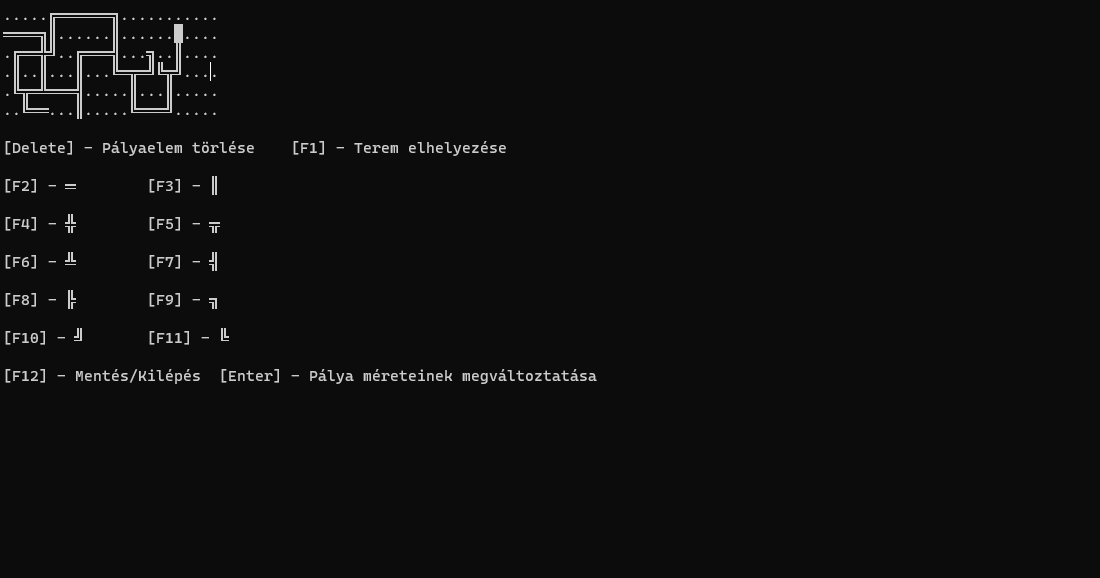 .....╔══════╗...........
════╗║......║......█....
.╔══╬╝..╔═══╣...╗..║....
.║..║...║...╚═╦═╝╚╦╝....
.╚╦═╩═══╣.....║...║.....
..╚══...║.....╚═══╝.....
[Delete] - Pályaelem törlése    [F1] - Terem elhelyezése
[F2] - ═        [F3] - ║
[F4] - ╬        [F5] - ╦
[F6] - ╩        [F7] - ╣
[F8] - ╠        [F9] - ╗
[F10] - ╝       [F11] - ╚
[F12] - Mentés/Kilépés  [Enter] - Pálya méreteinek megváltoztatása